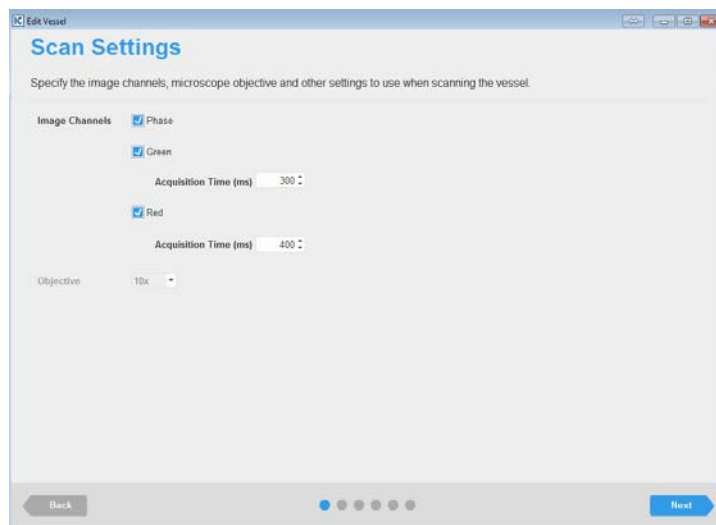 IC Edit Vessel
Scan Settings
Specify the image channels, microscope objective and other settings to use when scanning the vessel.
Image Channels Phase
Green
Acquisition Time (ms) 300
Red
Acquisition Time (ms) 400
Objective 10x
Back Next